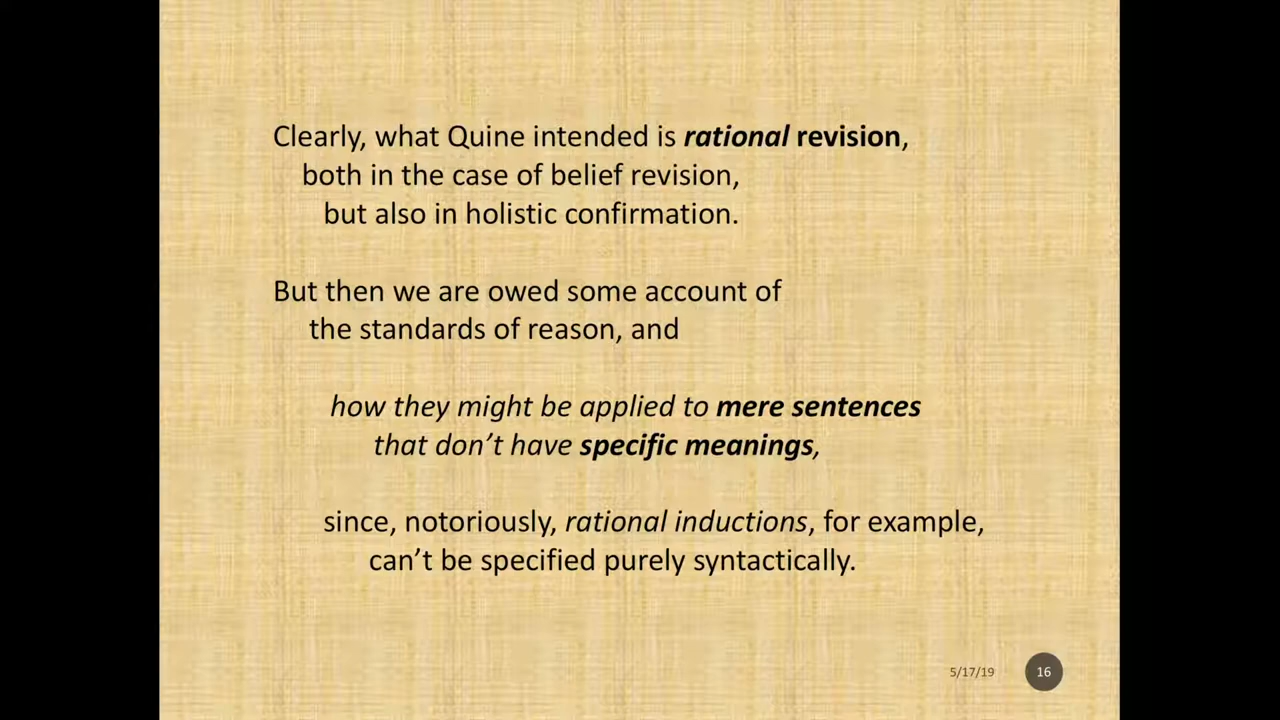 Clearly, what Quine intended is rational revision,
both in the case of belief revision,
but also in holistic confirmation.
But then we are owed some account of
the standards of reason, and
how they might be applied to mere sentences
that don’t have specific meanings,
since, notoriously, rational inductions, for example,
can’t be specified purely syntactically.
5/17/19
16